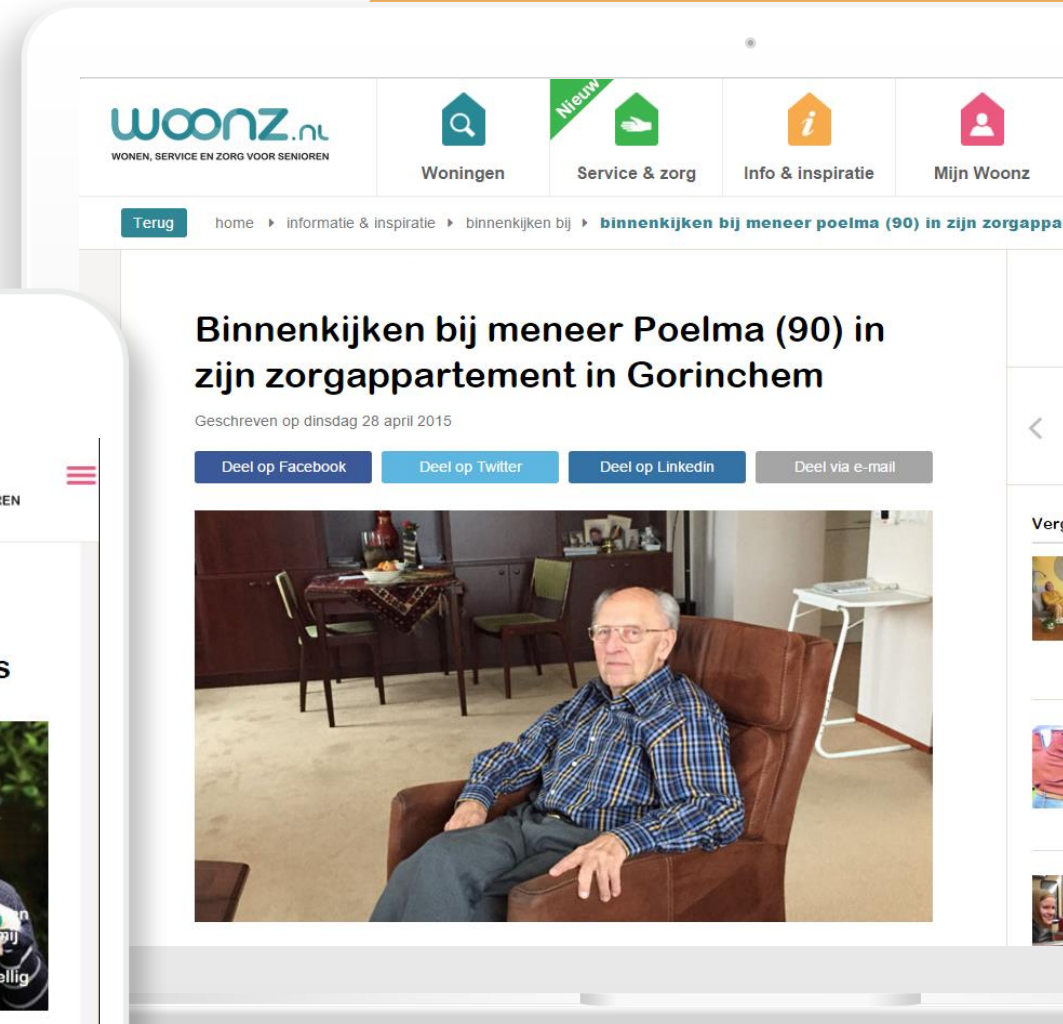 woonz.nl
WONEN, SERVICE EN ZORG VOOR SENIOREN
Nieuw
Woningen
Service & zorg
Info & inspiratie
Mijn Woonz
Terug
home
informatie & inspiratie
binnenkijken bij
binnenkijken bij meneer poelma (90) in zijn zorgappa
Binnenkijken bij meneer Poelma (90) in
zijn zorgappartement in Gorinchem
Geschreven op dinsdag 28 april 2015
Deel op Facebook
Deel op Twitter
Deel op Linkedin
Deel via e-mail
Ver
EN
s
n
mij
ellig